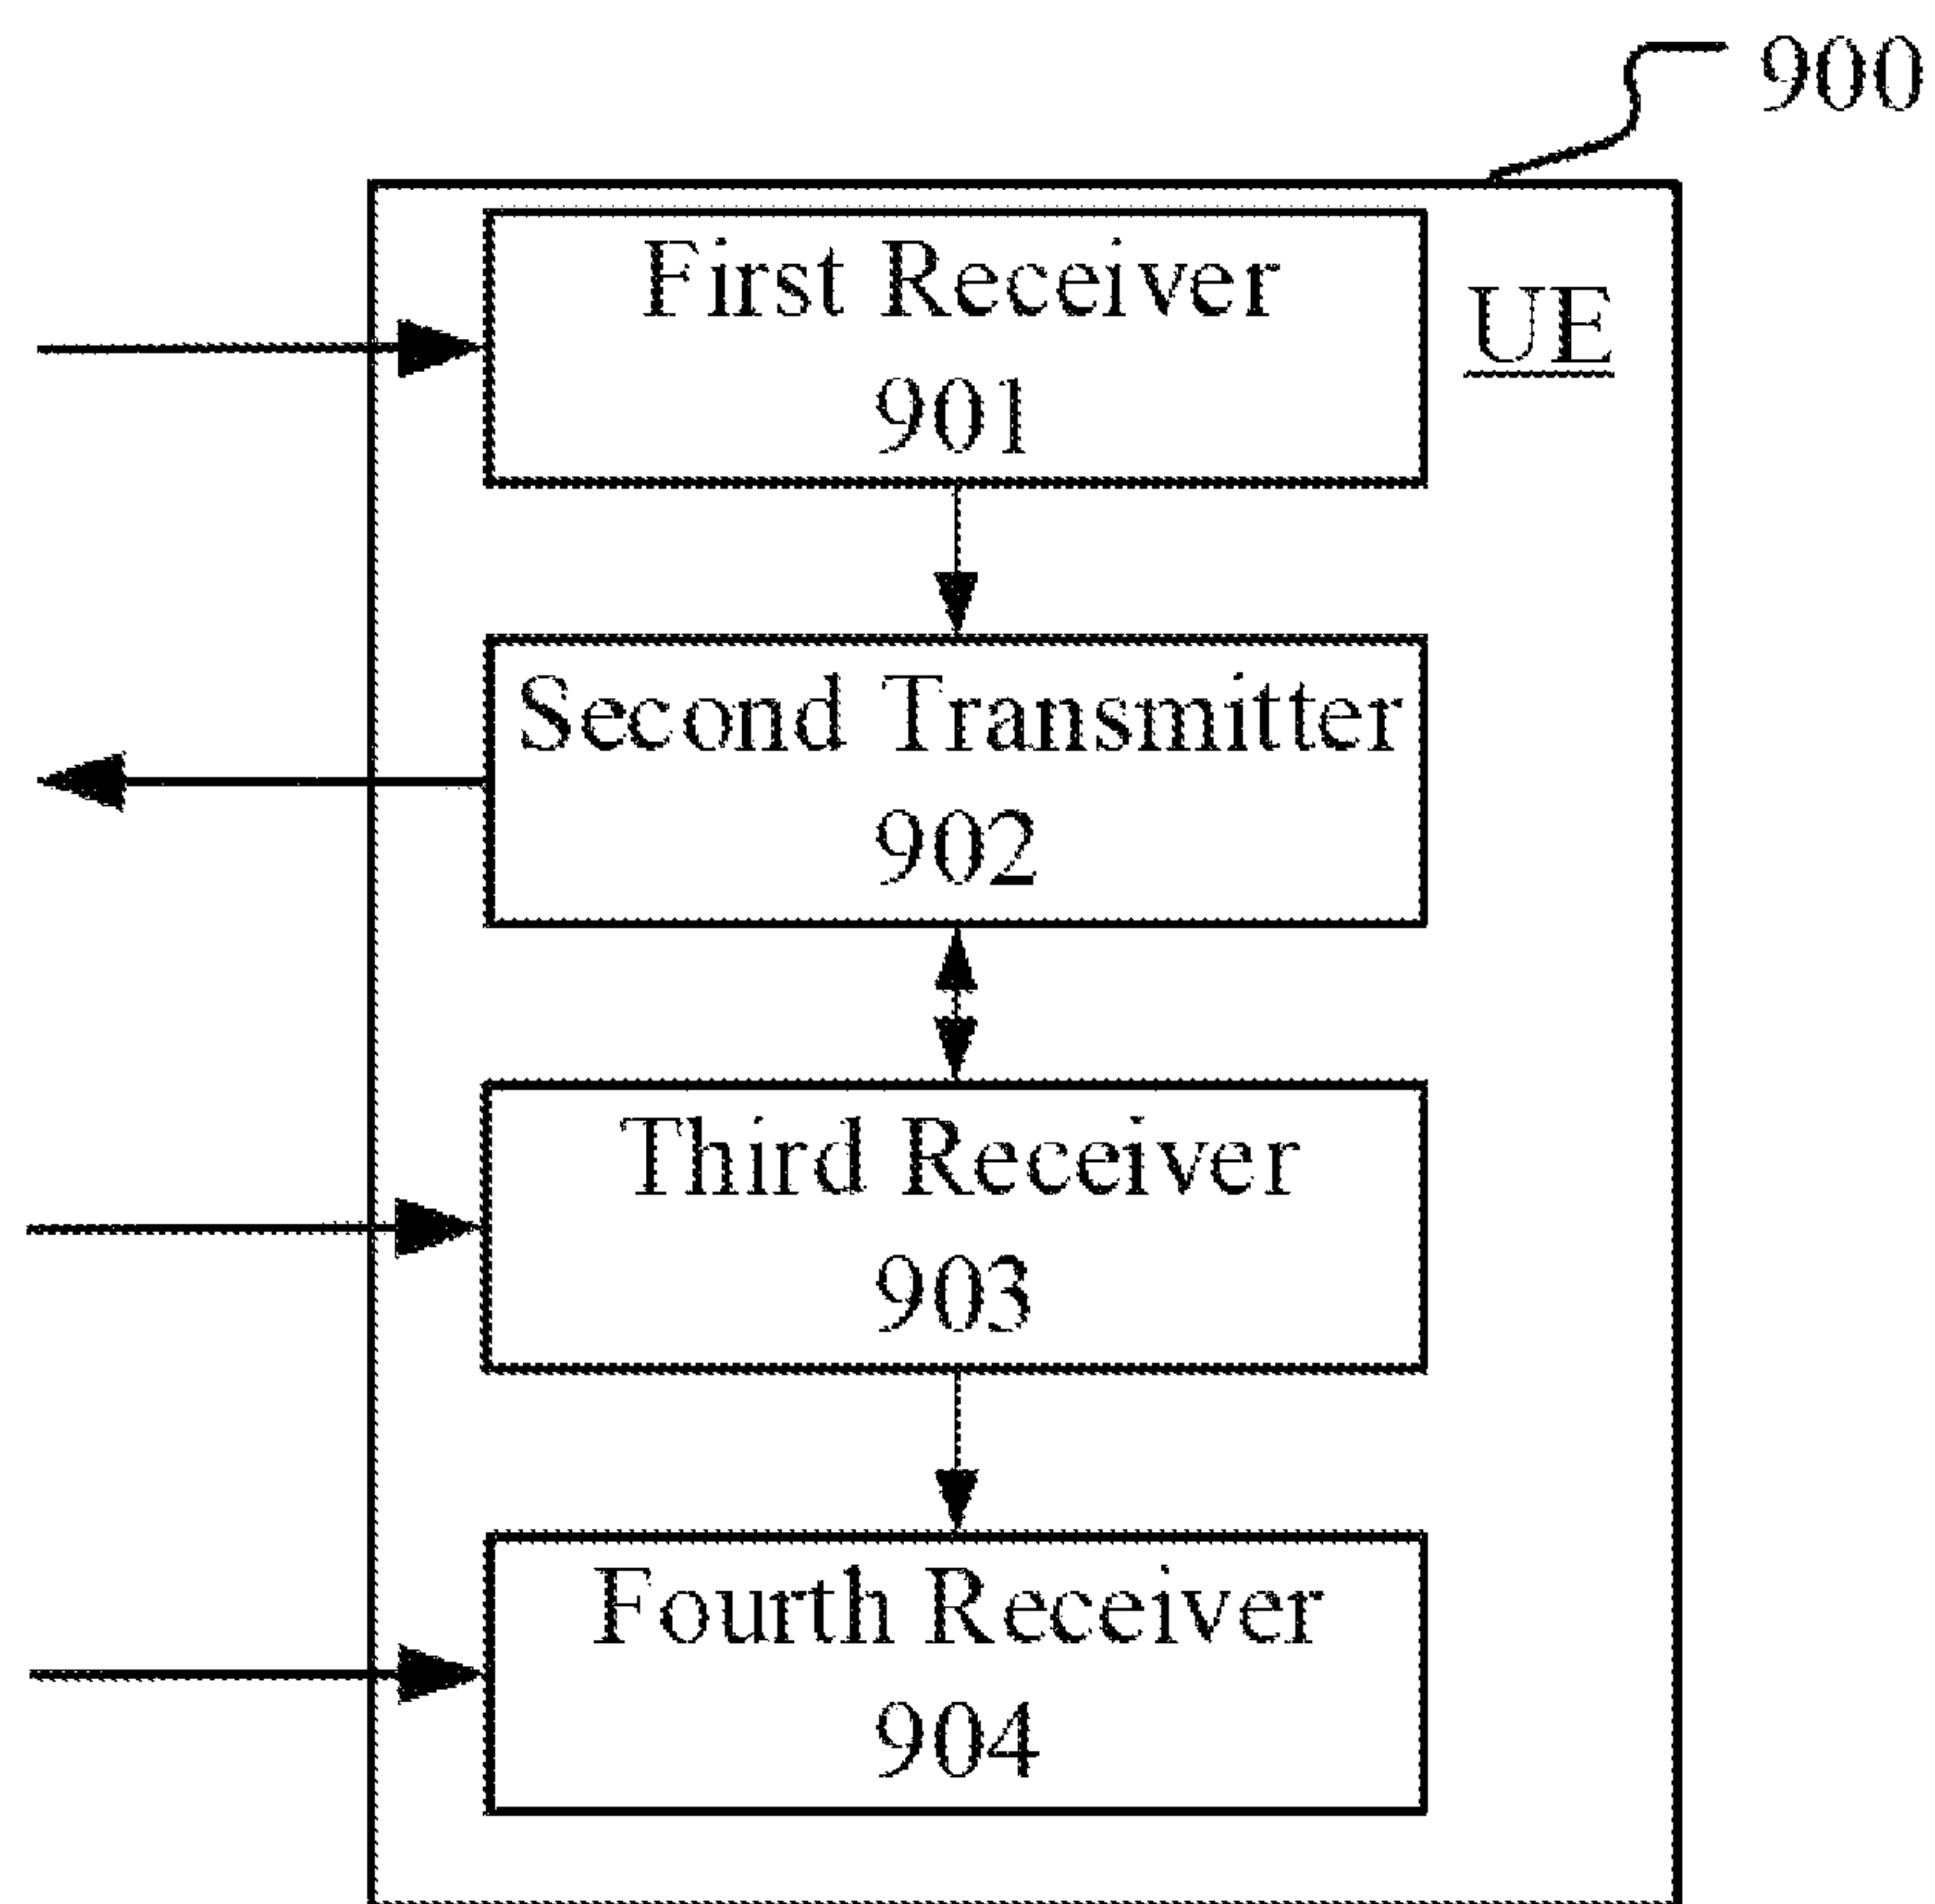 900
First Receiver
901
UE
Second Transmitter
902
Third Receiver
903
Fourth Receiver
904